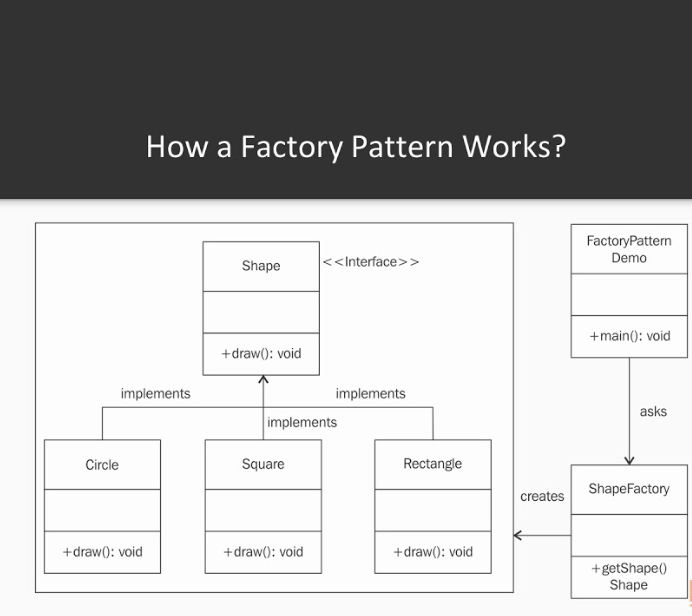 How a Factory Pattern Works?
Shape
<<Interface>>
+draw(): void
implements
implements
implements
Circle
+draw(): void
Square
+draw(): void
Rectangle
+draw(): void
FactoryPattern
Demo
+main(): void
asks
creates
ShapeFactory
+getShape()
Shape